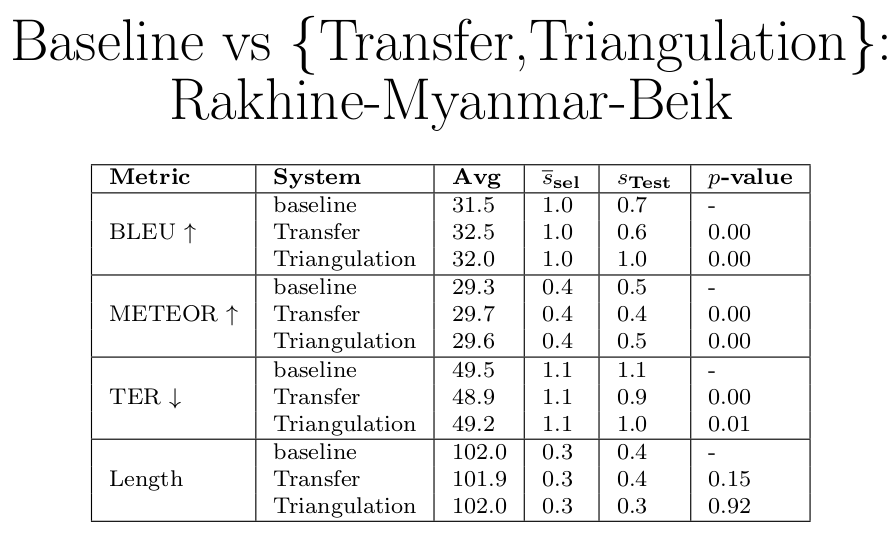 Baseline vs {Transfer,Triangulation}:
Rakhine-Myanmar-Beik
Metric System Avg s̅sel sTest p-value
baseline 31.5 1.0 0.7 -
BLEU ↑ Transfer 32.5 1.0 0.6 0.00
Triangulation 32.0 1.0 1.0 0.00
baseline 29.3 0.4 0.5 -
METEOR ↑ Transfer 29.7 0.4 0.4 0.00
Triangulation 29.6 0.4 0.5 0.00
baseline 49.5 1.1 1.1 -
TER ↓ Transfer 48.9 1.1 0.9 0.00
Triangulation 49.2 1.1 1.0 0.01
baseline 102.0 0.3 0.4 -
Length Transfer 101.9 0.3 0.4 0.15
Triangulation 102.0 0.3 0.3 0.92